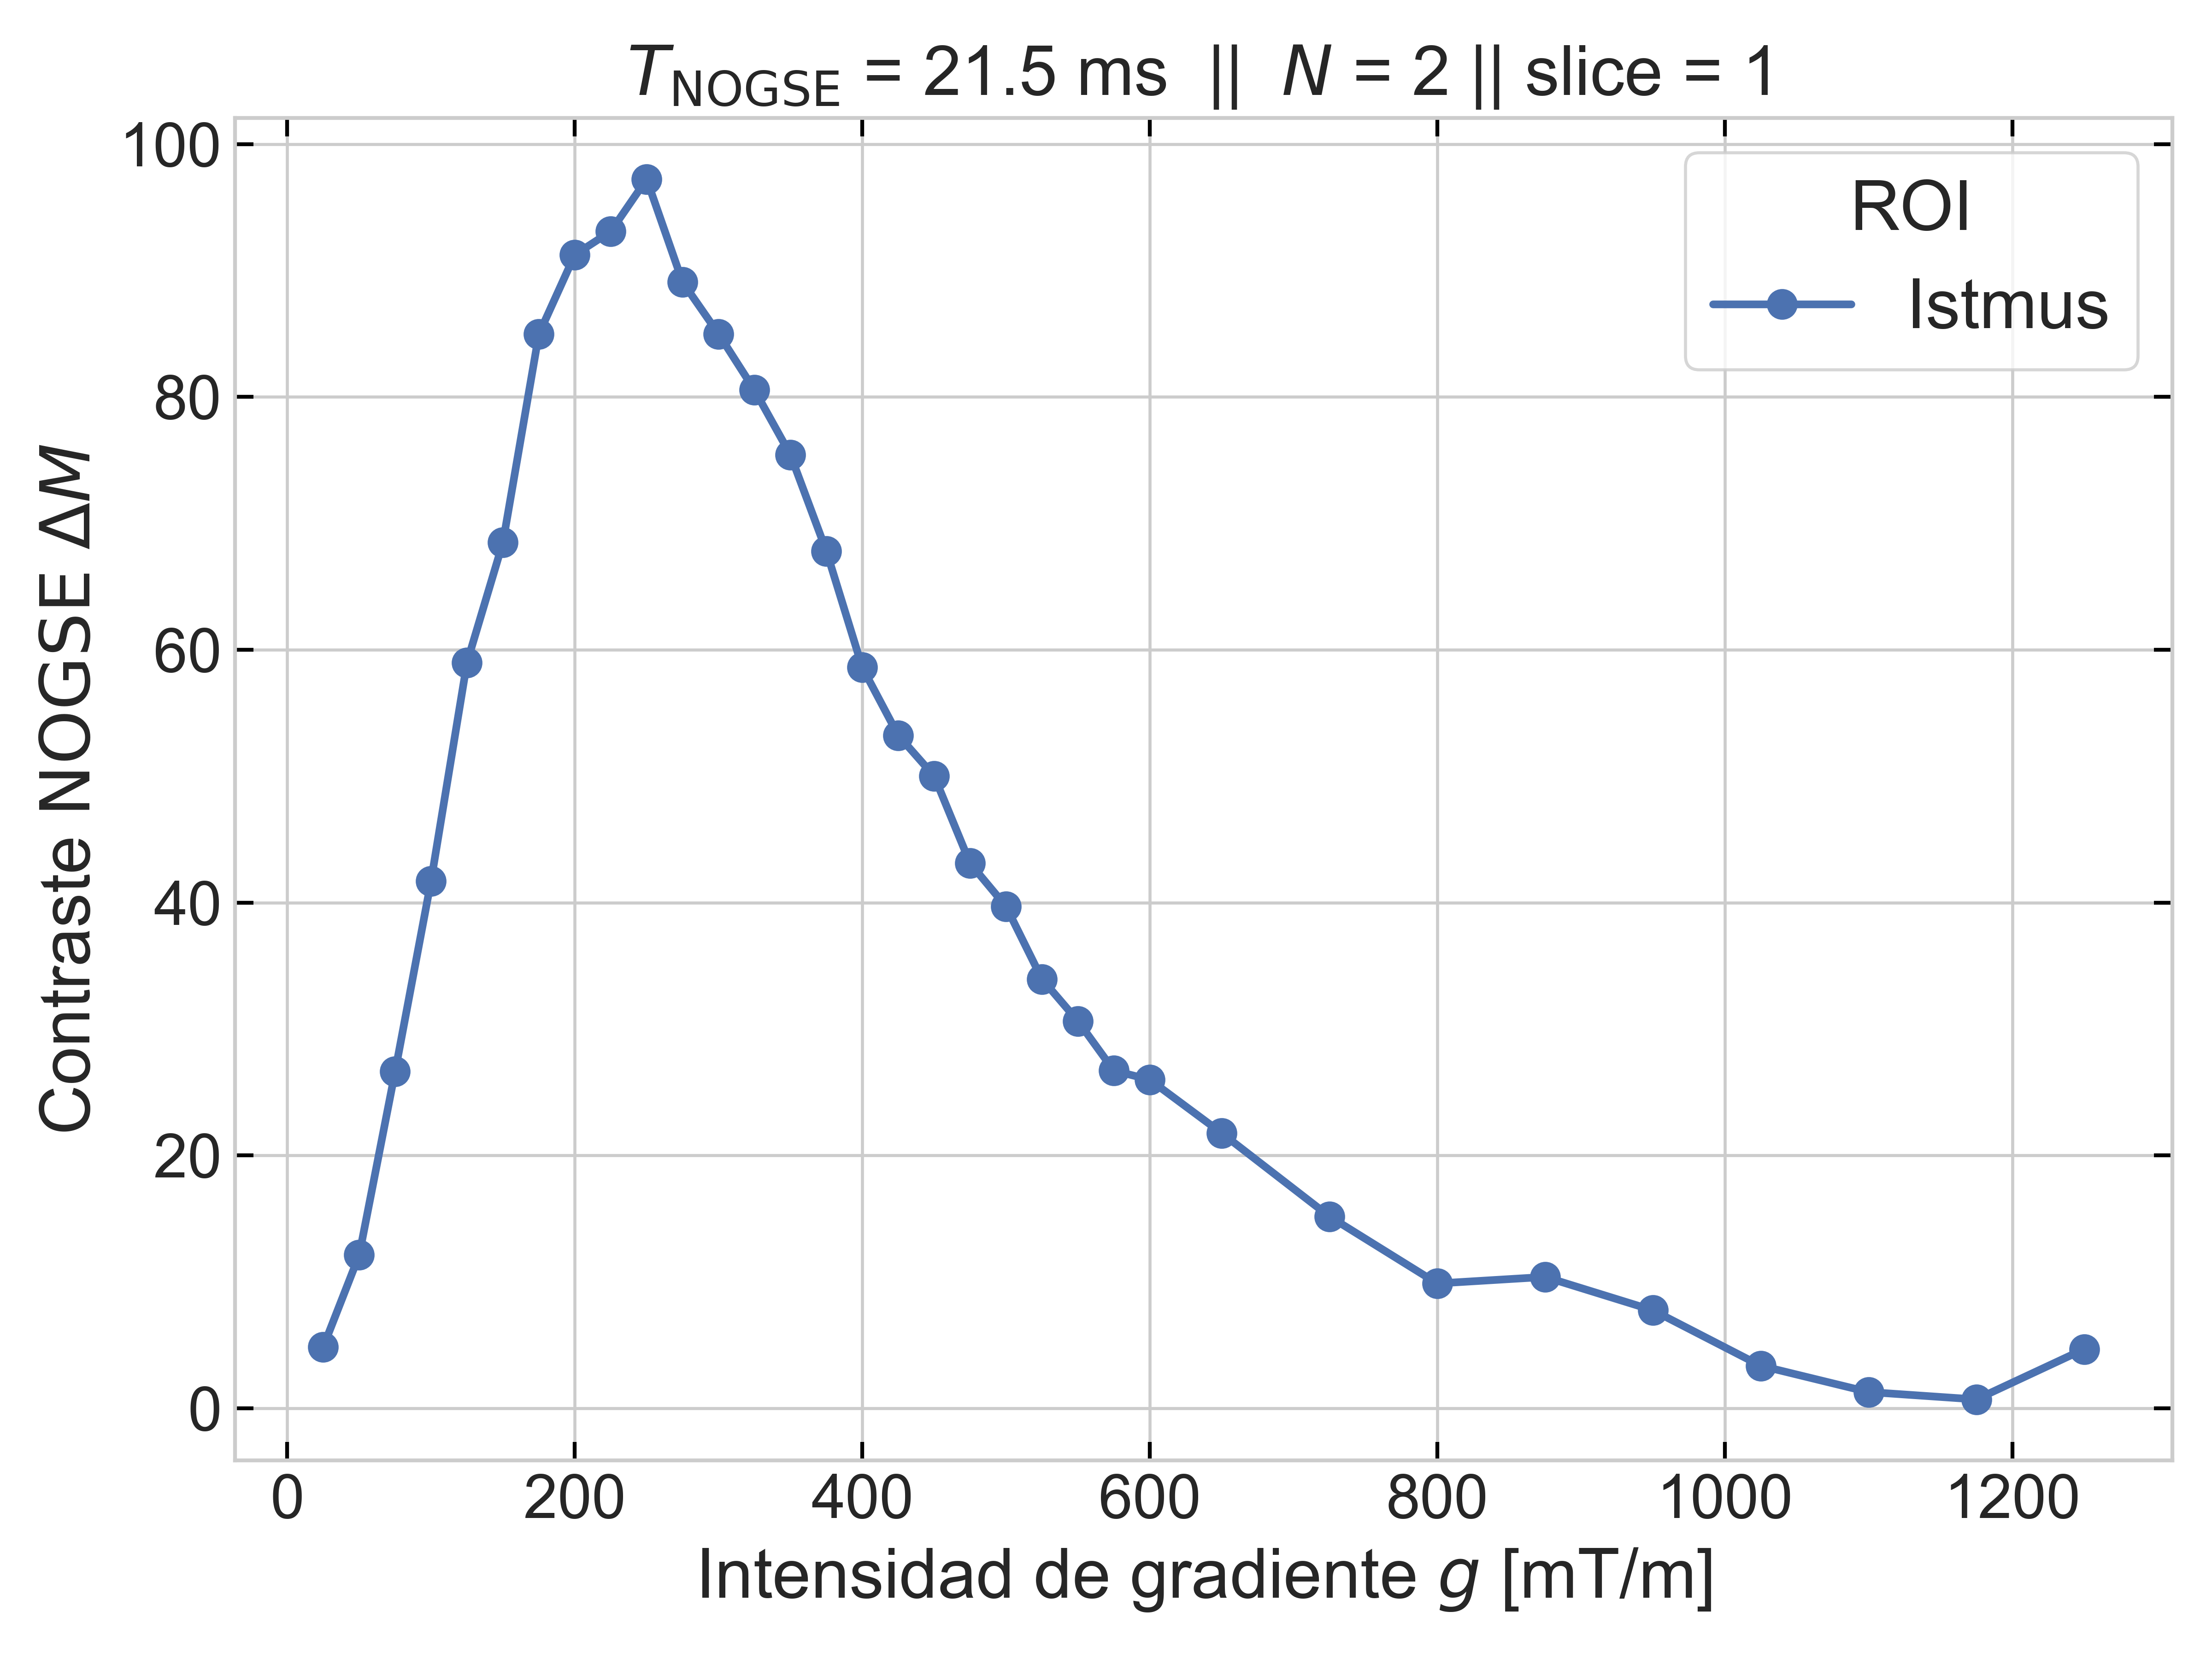 T_NOGSE = 21.5 ms || N = 2 || slice = 1
100
80
60
40
20
0
Contraste NOGSE ΔM
ROI
Istmus
0 200 400 600 800 1000 1200
Intensidad de gradiente g [mT/m]